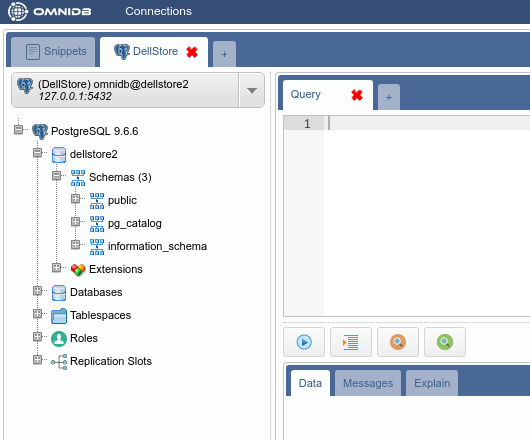 OMNIDB Connections
Snippets DellStore +
(DellStore) omnidb@dellstore2
127.0.0.1:5432
PostgreSQL 9.6.6
dellstore2
Schemas (3)
public
pg_catalog
information_schema
Extensions
Databases
Tablespaces
Roles
Replication Slots
Query +
1
Data Messages Explain